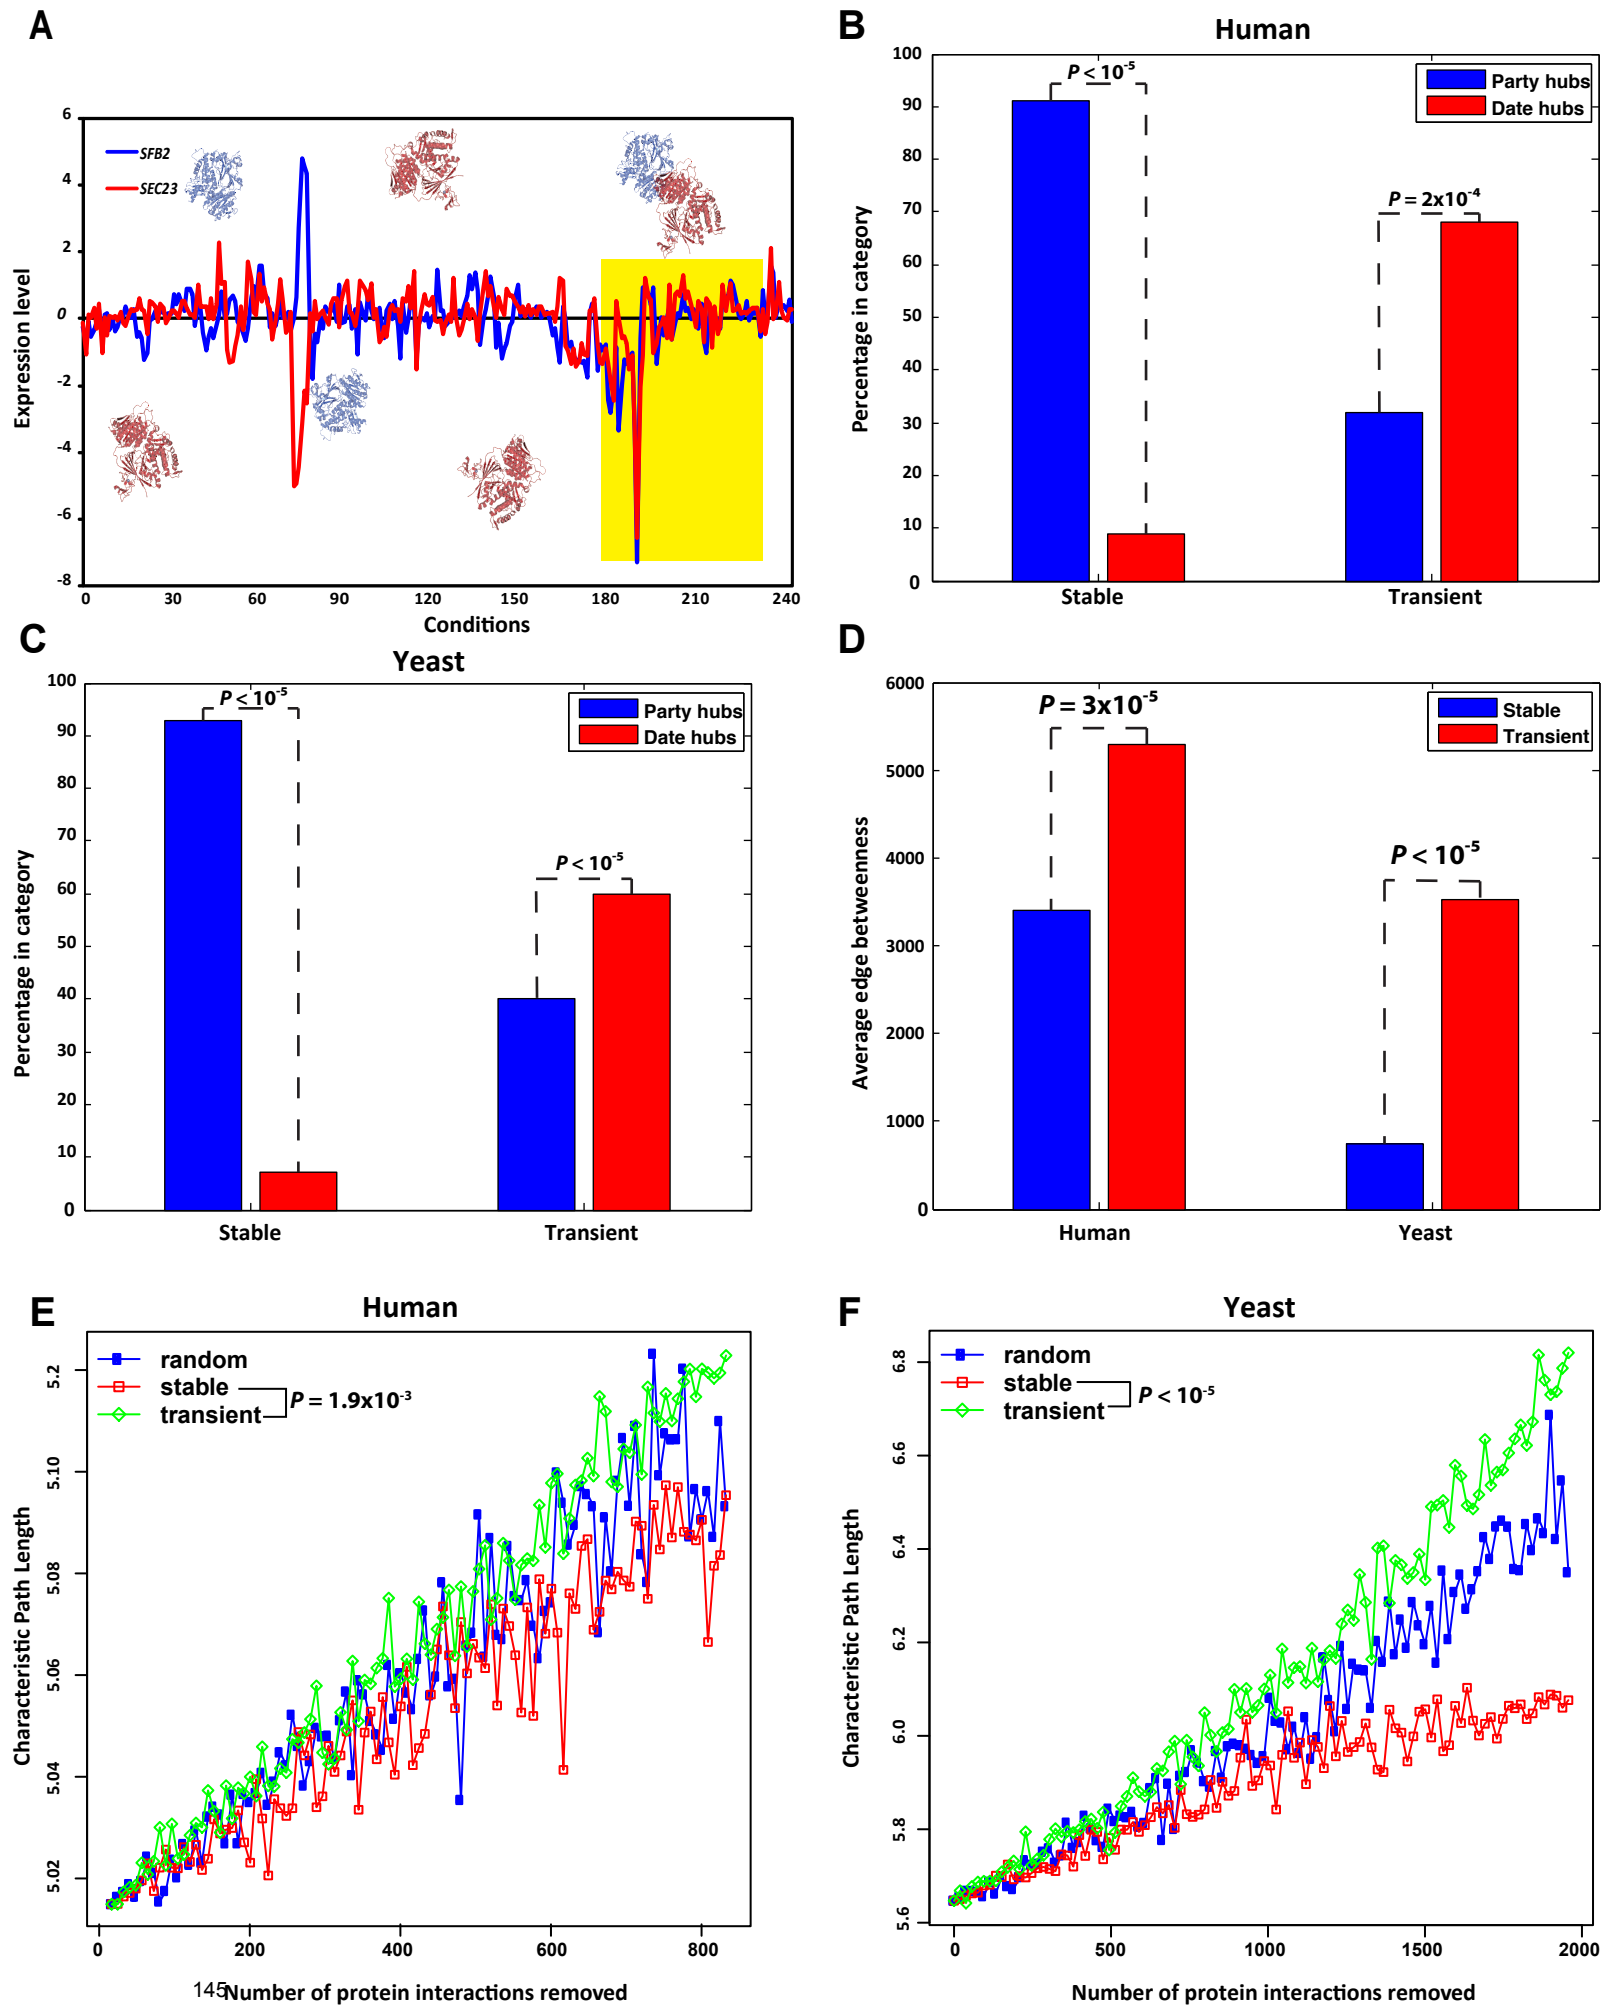 A
6
4
2
0
-2
-4
-6
-8
SFB2
SEC23
Expression level
0 30 60 90 120 150 180 210 240
Conditions
B
Human
100
90
80
70
60
50
40
30
20
10
0
P < 10-5
P = 2x10-4
Party hubs
Date hubs
Percentage in category
Stable Transient
C
Yeast
100
90
80
70
60
50
40
30
20
10
0
P < 10-5
P < 10-5
Party hubs
Date hubs
Percentage in category
Stable Transient
D
6000
5000
4000
3000
2000
1000
0
P = 3x10-5
P < 10-5
Stable
Transient
Average edge betweenness
Human Yeast
E
Human
random
stable
transient
P = 1.9x10-3
5.2
5.10
5.08
5.06
5.04
5.02
Characteristic Path Length
0 200 400 600 800
145
Number of protein interactions removed
F
Yeast
random
stable
transient
P < 10-5
6.8
6.6
6.4
6.2
6.0
5.8
5.6
Characteristic Path Length
0 500 1000 1500 2000
Number of protein interactions removed